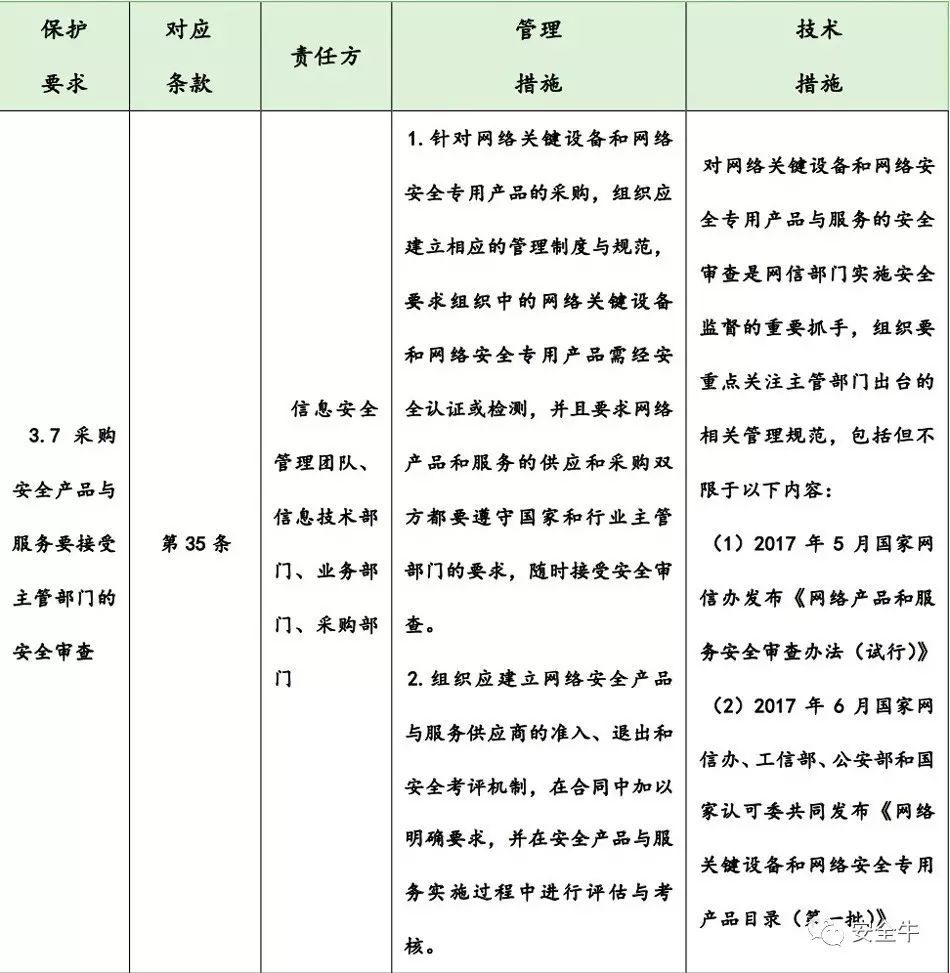 保护
要求
对应
条款
责任方
管理
措施
技术
措施
3.7 采购
安全产品与
服务要接受
主管部门的
安全审查
第 35 条
信息安全
管理团队、
信息技术部
门、业务部
门、采购部
门
1.针对网络关键设备和网络
安全专用产品的采购，组织应
建立相应的管理制度与规范，
要求组织中的网络关键设备
和网络安全专用产品需经安
全认证或检测，并且要求网络
产品和服务的供应和采购双
方都要遵守国家和行业主管
部门的要求，随时接受安全审
查。
2.组织应建立网络安全产品
与服务供应商的准入、退出和
安全考评机制，在合同中加以
明确要求，并在安全产品与服
务实施过程中进行评估与考
核。
对网络关键设备和网络安
全专用产品与服务的安全
审查是网信部门实施安全
监督的重要抓手，组织要
重点关注主管部门出台的
相关管理规范，包括但不
限于以下内容：
（1）2017 年 5 月国家网
信办发布《网络产品和服
务安全审查办法（试行）》
（2）2017 年 6 月国家网
信办、工信部、公安部和国
家认可委共同发布《网络
关键设备和网络安全专用
产品目录（第一批）》
安全牛